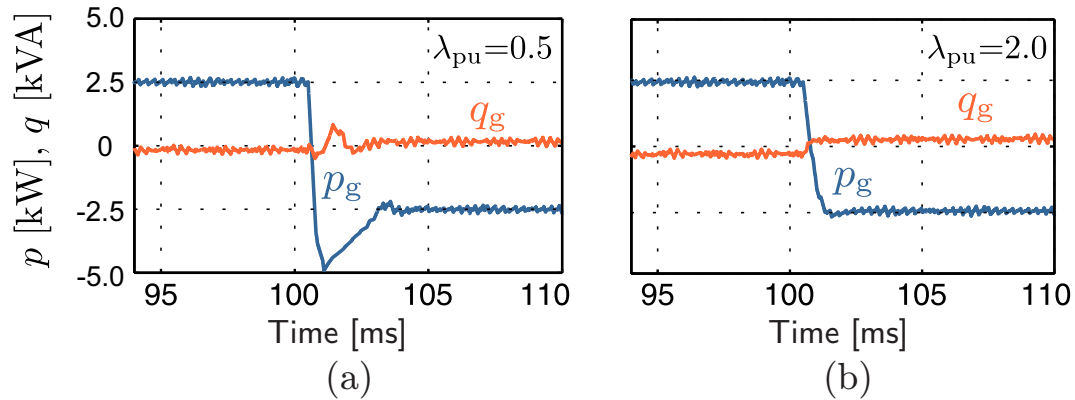 p [kW], q [kVA]
5.0
2.5
0
-2.5
-5.0
λpu=0.5
qg
pg
95
100
105
110
Time [ms]
(a)
λpu=2.0
qg
pg
95
100
105
110
Time [ms]
(b)